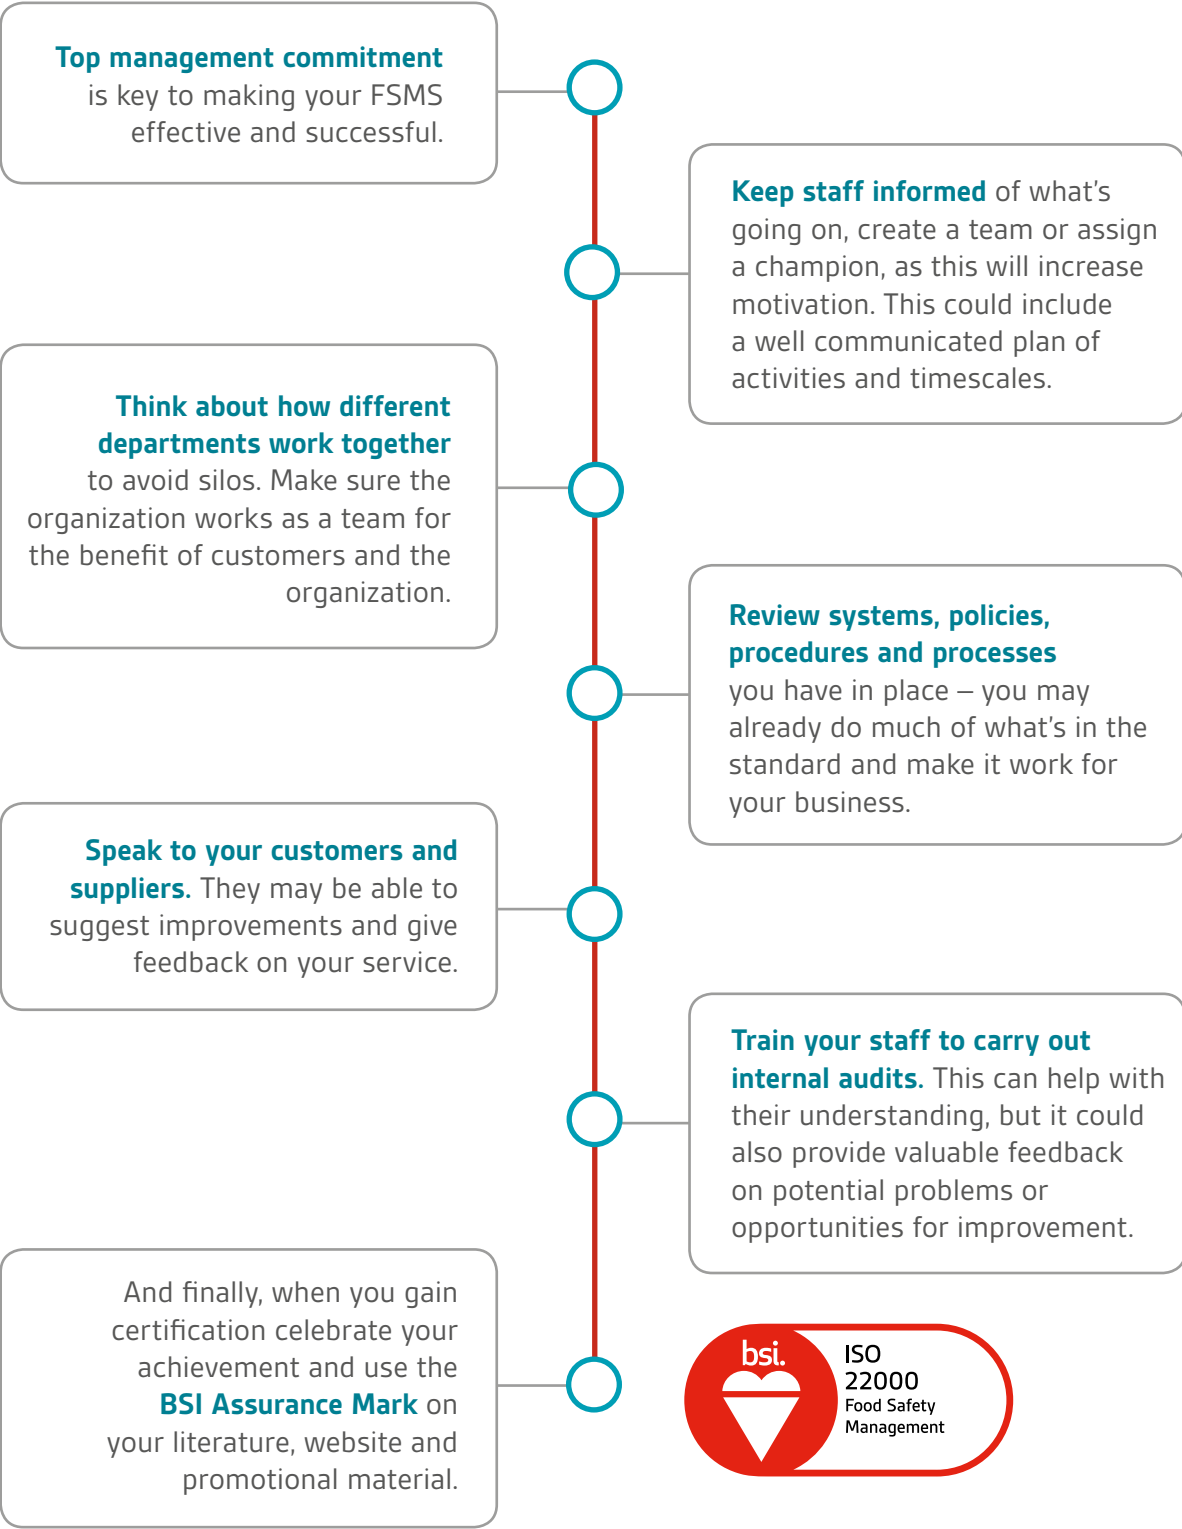 Top management commitment
is key to making your FSMS
effective and successful.
Keep staff informed of what's
going on, create a team or assign
a champion, as this will increase
motivation. This could include
a well communicated plan of
activities and timescales.
Think about how different
departments work together
to avoid silos. Make sure the
organization works as a team for
the benefit of customers and the
organization.
Review systems, policies,
procedures and processes
you have in place – you may
already do much of what's in the
standard and make it work for
your business.
Speak to your customers and
suppliers. They may be able to
suggest improvements and give
feedback on your service.
Train your staff to carry out
internal audits. This can help with
their understanding, but it could
also provide valuable feedback
on potential problems or
opportunities for improvement.
And finally, when you gain
certification celebrate your
achievement and use the
BSI Assurance Mark on
your literature, website and
promotional material.
bsi.
ISO
22000
Food Safety
Management